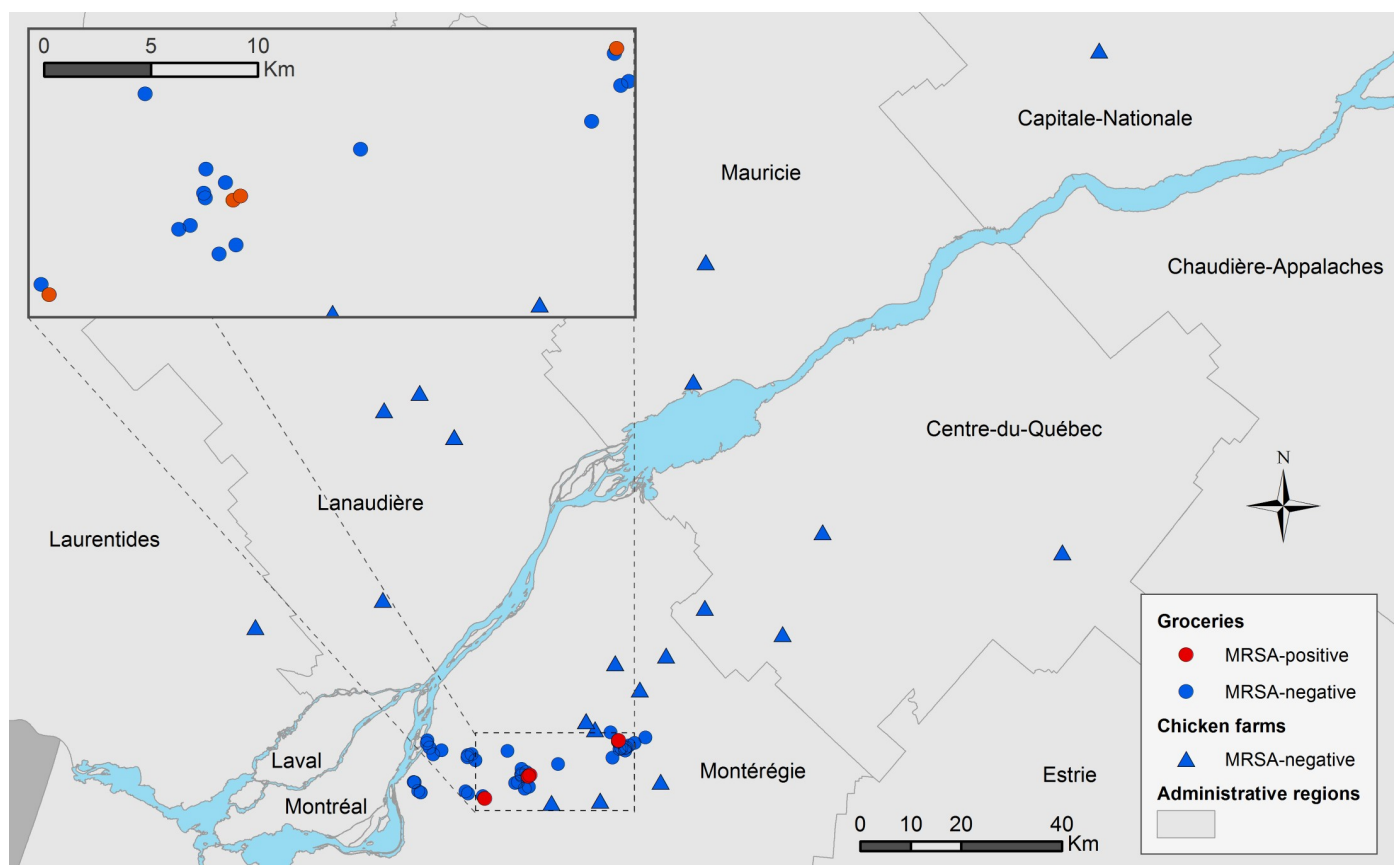 0 5 10
Km
Capitale-Nationale
Mauricie
Chaudière-Appalaches
Centre-du-Québec
Lanaudière
Laurentides
N
Laval
Montréal
Montérégie
Estrie
0 10 20 40
Km
Groceries
MRSA-positive
MRSA-negative
Chicken farms
MRSA-negative
Administrative regions